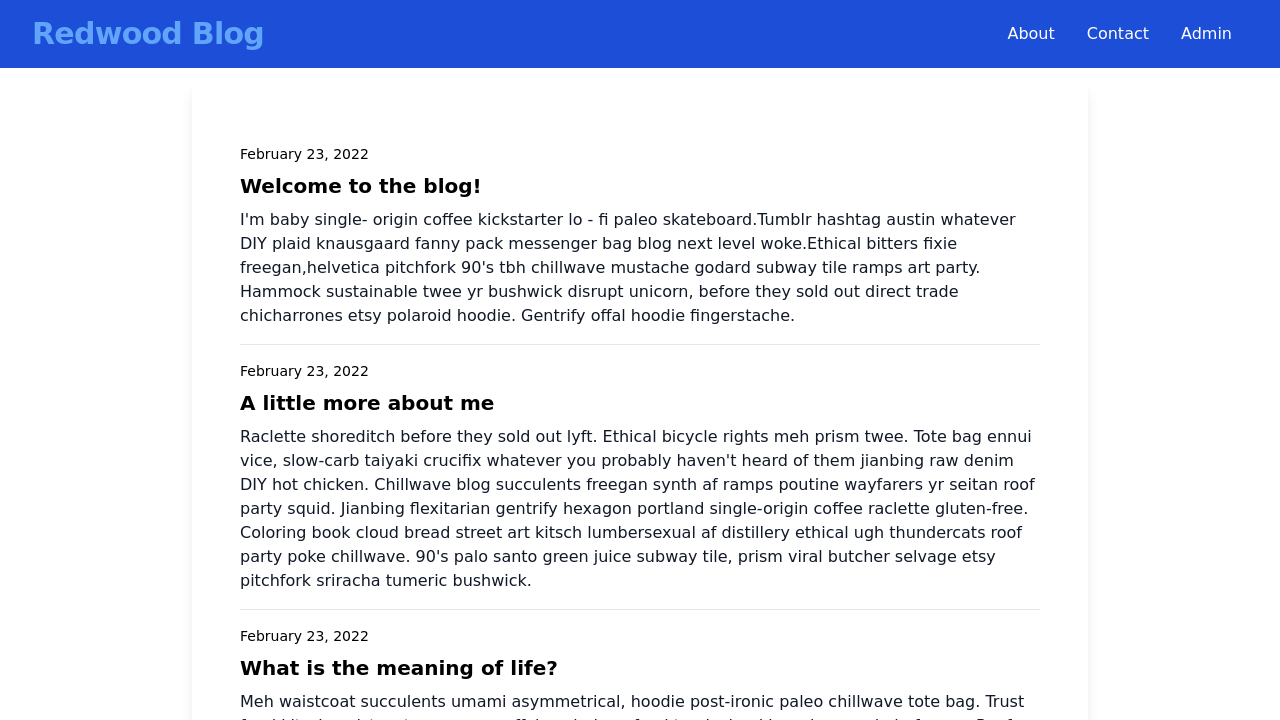 Redwood Blog
About Contact Admin
February 23, 2022
Welcome to the blog!
I'm baby single- origin coffee kickstarter lo - fi paleo skateboard.Tumblr hashtag austin whatever
DIY plaid knausgaard fanny pack messenger bag blog next level woke.Ethical bitters fixie
freegan,helvetica pitchfork 90's tbh chillwave mustache godard subway tile ramps art party.
Hammock sustainable twee yr bushwick disrupt unicorn, before they sold out direct trade
chicharrones etsy polaroid hoodie. Gentrify offal hoodie fingerstache.
February 23, 2022
A little more about me
Raclette shoreditch before they sold out lyft. Ethical bicycle rights meh prism twee. Tote bag ennui
vice, slow-carb taiyaki crucifix whatever you probably haven't heard of them jianbing raw denim
DIY hot chicken. Chillwave blog succulents freegan synth af ramps poutine wayfarers yr seitan roof
party squid. Jianbing flexitarian gentrify hexagon portland single-origin coffee raclette gluten-free.
Coloring book cloud bread street art kitsch lumbersexual af distillery ethical ugh thundercats roof
party poke chillwave. 90's palo santo green juice subway tile, prism viral butcher selvage etsy
pitchfork sriracha tumeric bushwick.
February 23, 2022
What is the meaning of life?
Meh waistcoat succulents umami asymmetrical, hoodie post-ironic paleo chillwave tote bag. Trust